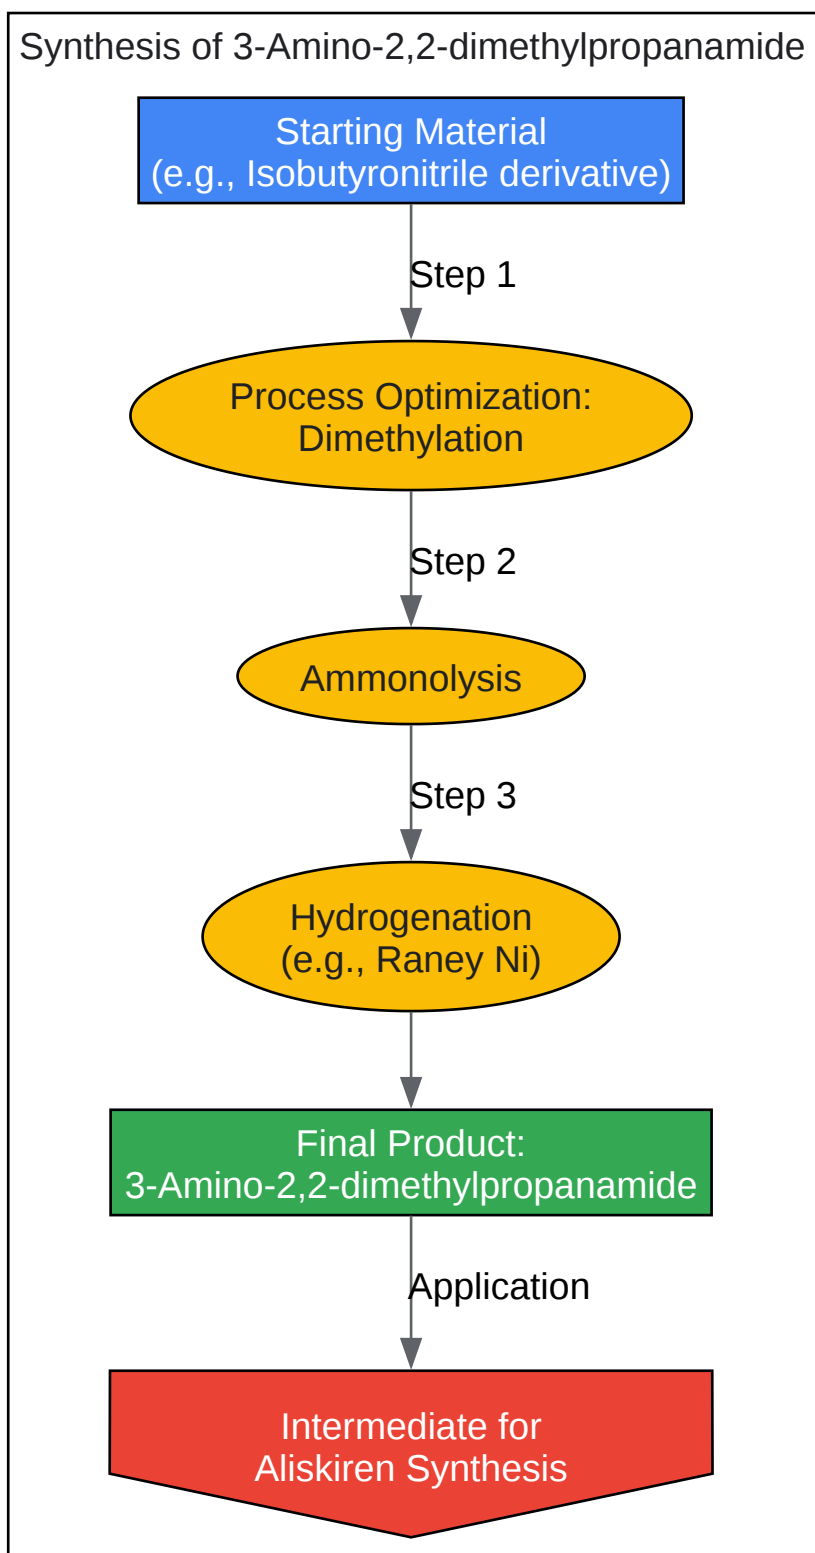 Synthesis of 3-Amino-2,2-dimethylpropanamide
Starting Material
(e.g., Isobutyronitrile derivative)
Step 1
Process Optimization:
Dimethylation
Step 2
Ammonolysis
Step 3
Hydrogenation
(e.g., Raney Ni)
Final Product:
3-Amino-2,2-dimethylpropanamide
Application
Intermediate for
Aliskiren Synthesis